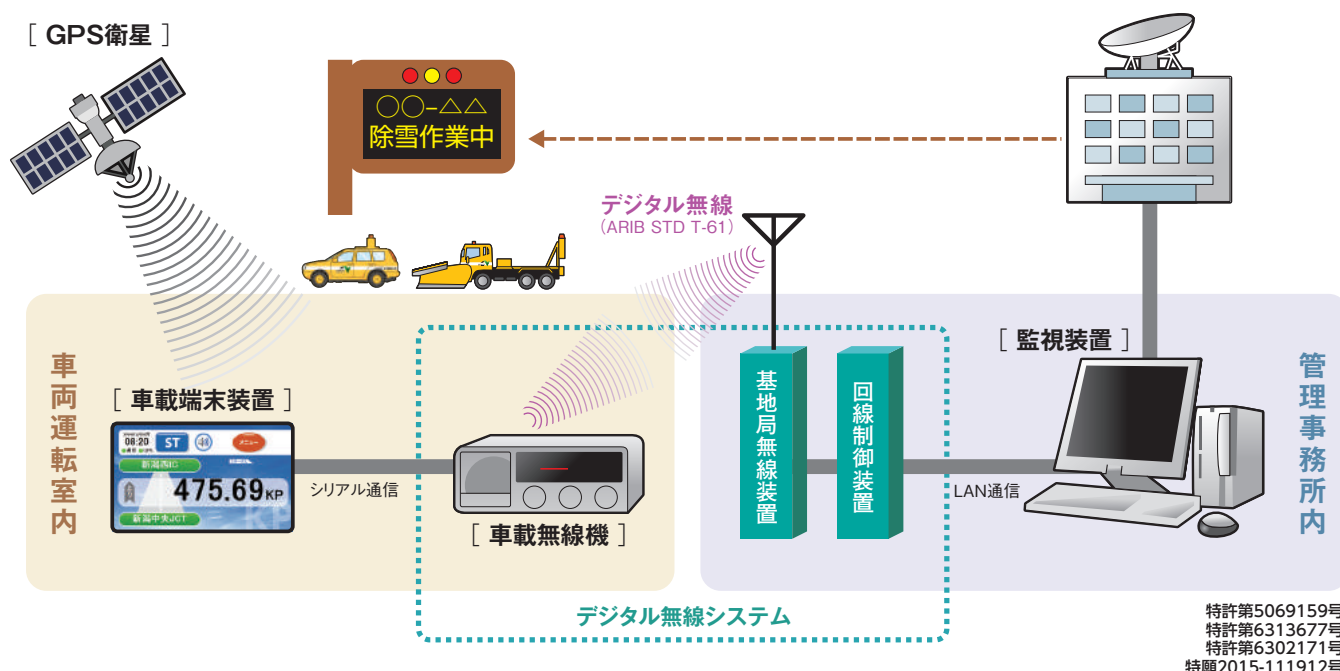 ［ GPS衛星 ］
○○-△△
除雪作業中
デジタル無線
（ARIB STD T-61）
車両運転室内
［ 車載端末装置 ］
08:20
ST
メニュー
新潟西IC
475.69KP
新潟中央JCT
シリアル通信
［ 車載無線機 ］
基地局無線装置
回線制御装置
LAN通信
［ 監視装置 ］
管理事務所内
デジタル無線システム
特許第5069159号
特許第6313677号
特許第6302171号
特願2015-111912号